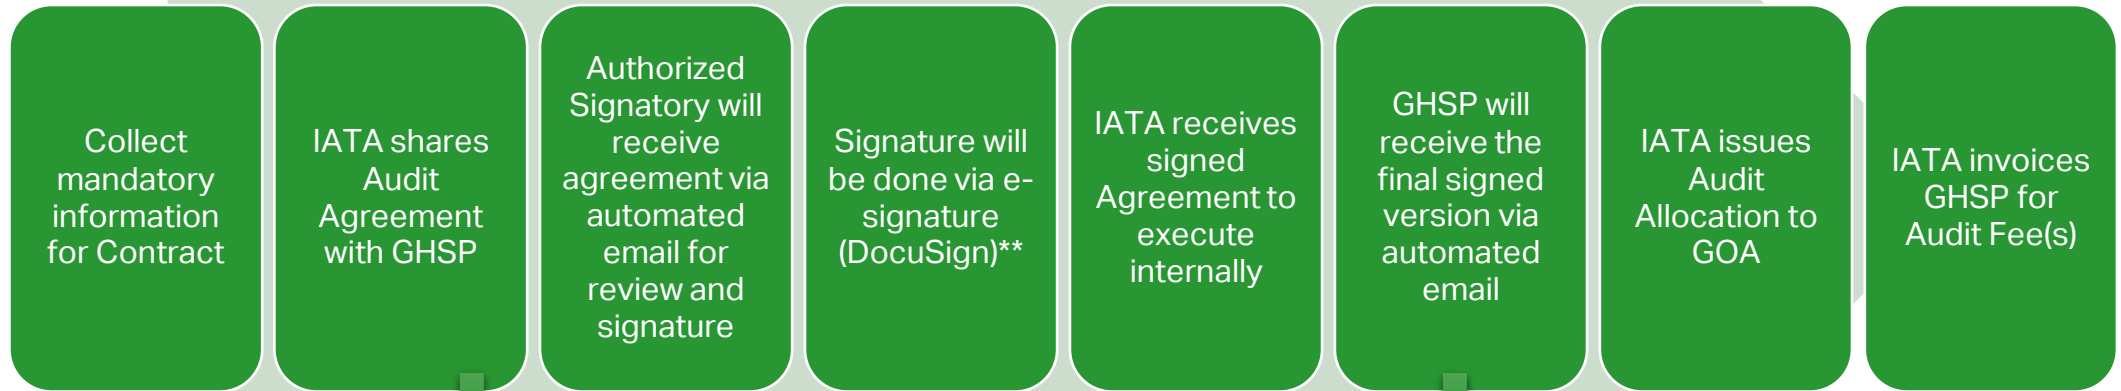 Collect
mandatory
information
for Contract
IATA shares
Audit
Agreement
with GHSP
Authorized
Signatory will
receive
agreement via
automated
email for
review and
signature
Signature will
be done via e-
signature
(DocuSign)**
IATA receives
signed
Agreement to
execute
internally
GHSP will
receive the
final signed
version via
automated
email
IATA issues
Audit
Allocation to
GOA
IATA invoices
GHSP for
Audit Fee(s)